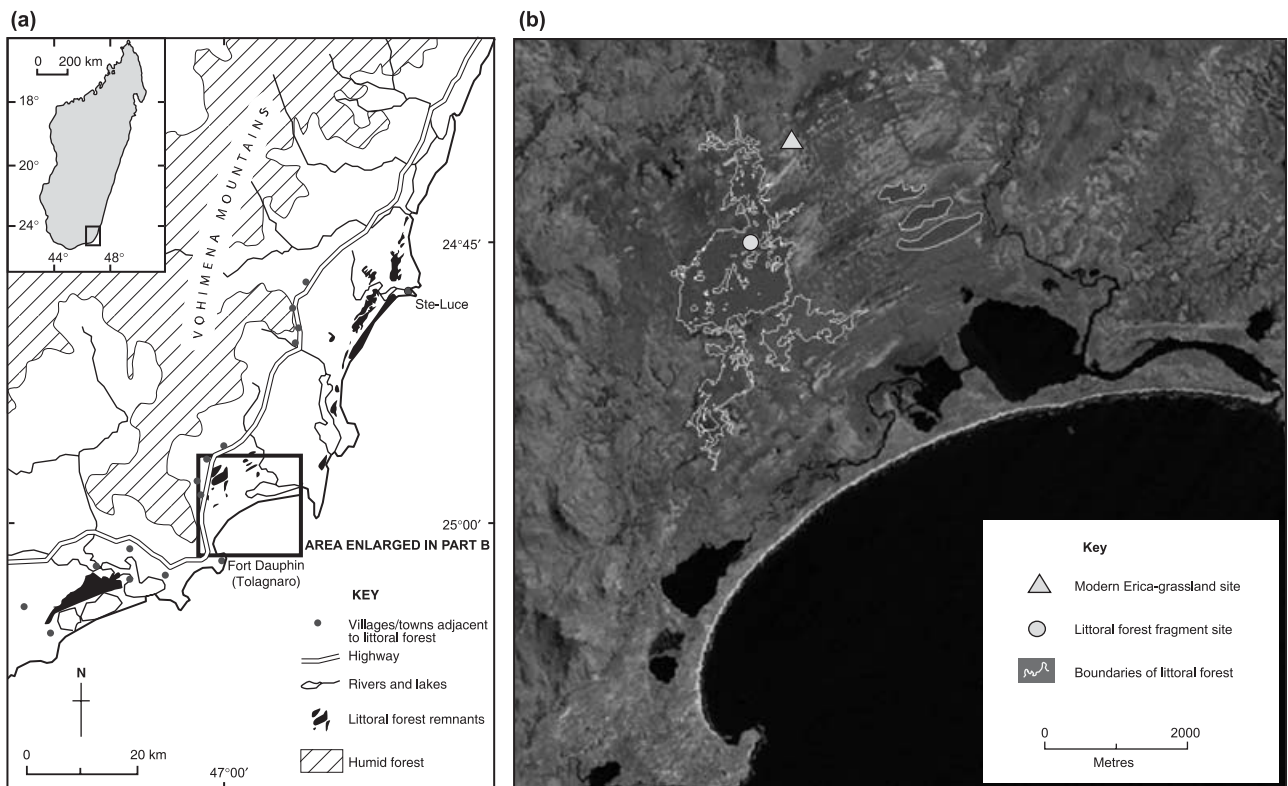 (a)
0 200 km
18°
20°
24°
44° 48°
VOHIMENA MOUNTAINS
24°45′
Ste-Luce
25°00′
AREA ENLARGED IN PART B
Fort Dauphin
(Tolagnaro)
KEY
Villages/towns adjacent
to littoral forest
Highway
Rivers and lakes
Littoral forest remnants
Humid forest
N
0 20 km
47°00′
(b)
Key
Modern Erica-grassland site
Littoral forest fragment site
Boundaries of littoral forest
0 2000
Metres